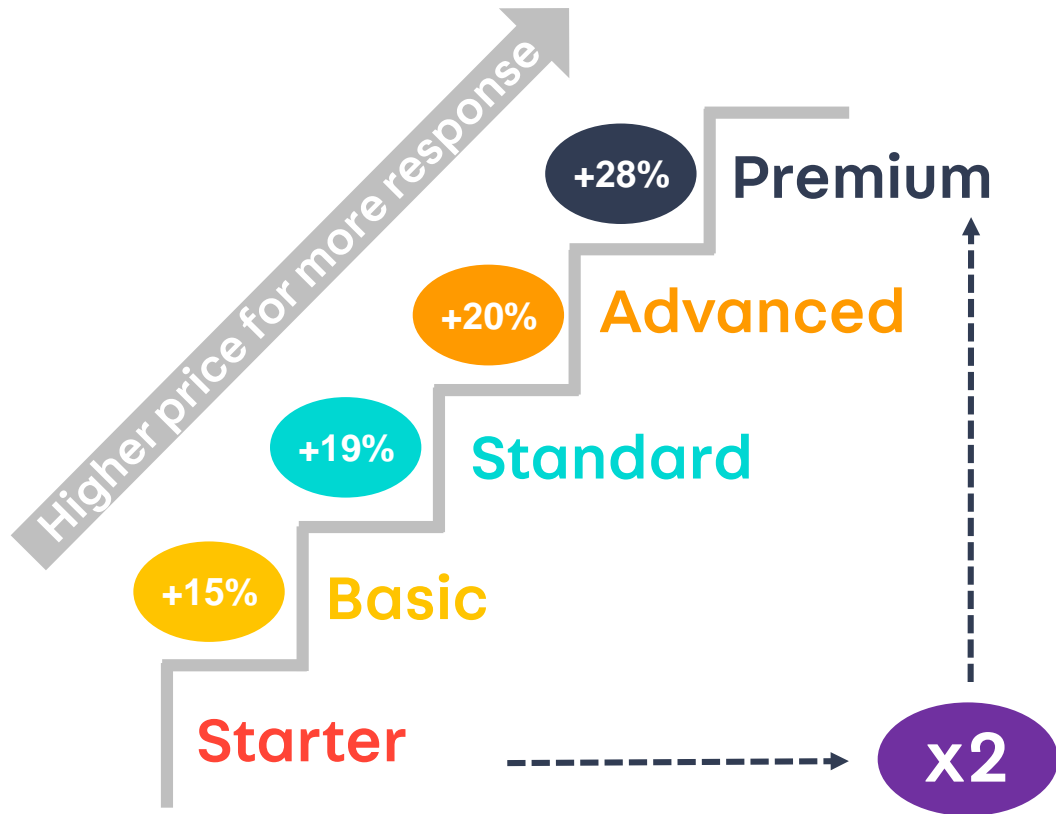 Higher price for more response
+28%
Premium
+20%
Advanced
+19%
Standard
+15%
Basic
Starter
x2